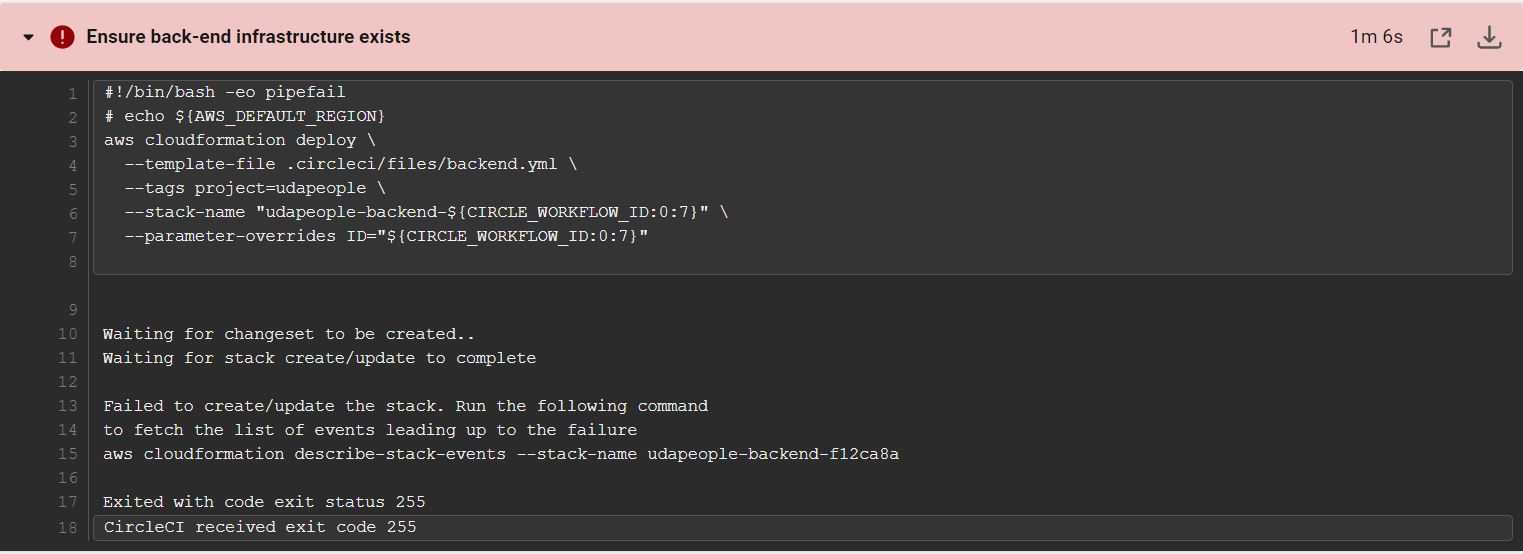 Ensure back-end infrastructure exists 1m 6s
1 #!/bin/bash -eo pipefail
2 # echo ${AWS_DEFAULT_REGION}
3 aws cloudformation deploy \
4 --template-file .circleci/files/backend.yml \
5 --tags project=udapeople \
6 --stack-name "udapeople-backend-${CIRCLE_WORKFLOW_ID:0:7}" \
7 --parameter-overrides ID="${CIRCLE_WORKFLOW_ID:0:7}"
8
9
10 Waiting for changeset to be created..
11 Waiting for stack create/update to complete
12
13 Failed to create/update the stack. Run the following command
14 to fetch the list of events leading up to the failure
15 aws cloudformation describe-stack-events --stack-name udapeople-backend-f12ca8a
16
17 Exited with code exit status 255
18 CircleCI received exit code 255